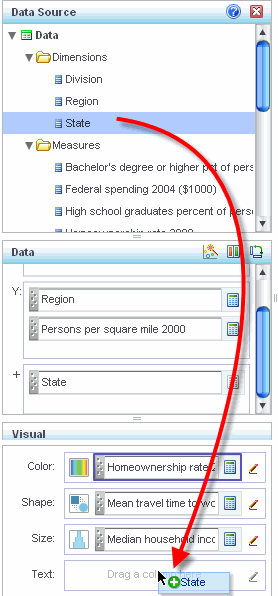 Data Source
Data
Dimensions
Division
Region
State
Measures
Bachelor's degree or higher pct of pers
Federal spending 2004 ($1000)
High school graduates percent of pers
Homeownership rate 2000
Data
Y:
Region
Persons per square mile 2000
+
State
Visual
Color:
Homeownership rate 2
Shape:
Mean travel time to wo
Size:
Median household inco
Text:
Drag a co
State